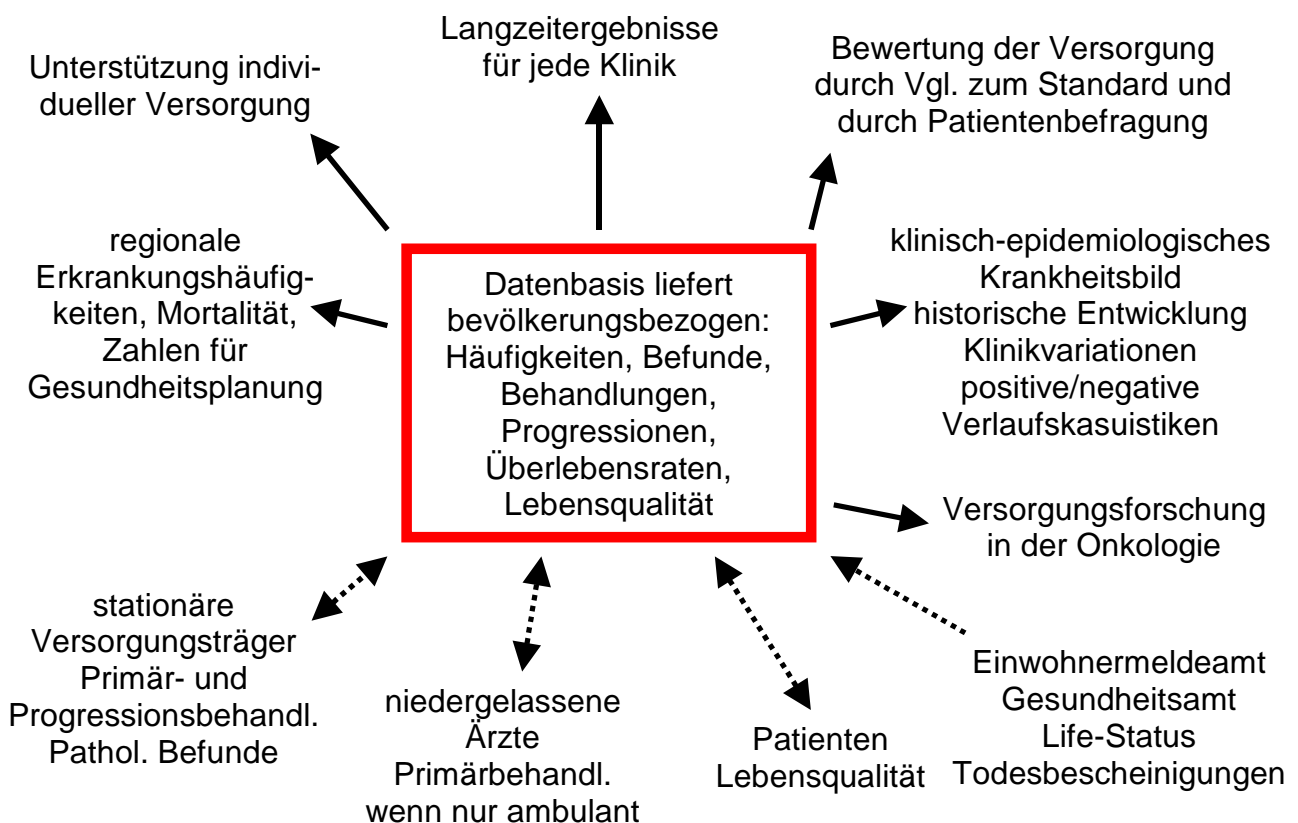 Langzeitergebnisse
für jede Klinik
Unterstützung indivi-
dueller Versorgung
Bewertung der Versorgung
durch Vgl. zum Standard und
durch Patientenbefragung
regionale
Erkrankungshäufig-
keiten, Mortalität,
Zahlen für
Gesundheitsplanung
Datenbasis liefert
bevölkerungsbezogen:
Häufigkeiten, Befunde,
Behandlungen,
Progressionen,
Überlebensraten,
Lebensqualität
klinisch-epidemiologisches
Krankheitsbild
historische Entwicklung
Klinikvariationen
positive/negative
Verlaufskasuistiken
Versorgungsforschung
in der Onkologie
stationäre
Versorgungsträger
Primär- und
Progressionsbehandl.
Pathol. Befunde
niedergelassene
Ärzte
Primärbehandl.
wenn nur ambulant
Patienten
Lebensqualität
Einwohnermeldeamt
Gesundheitsamt
Life-Status
Todesbescheinigungen